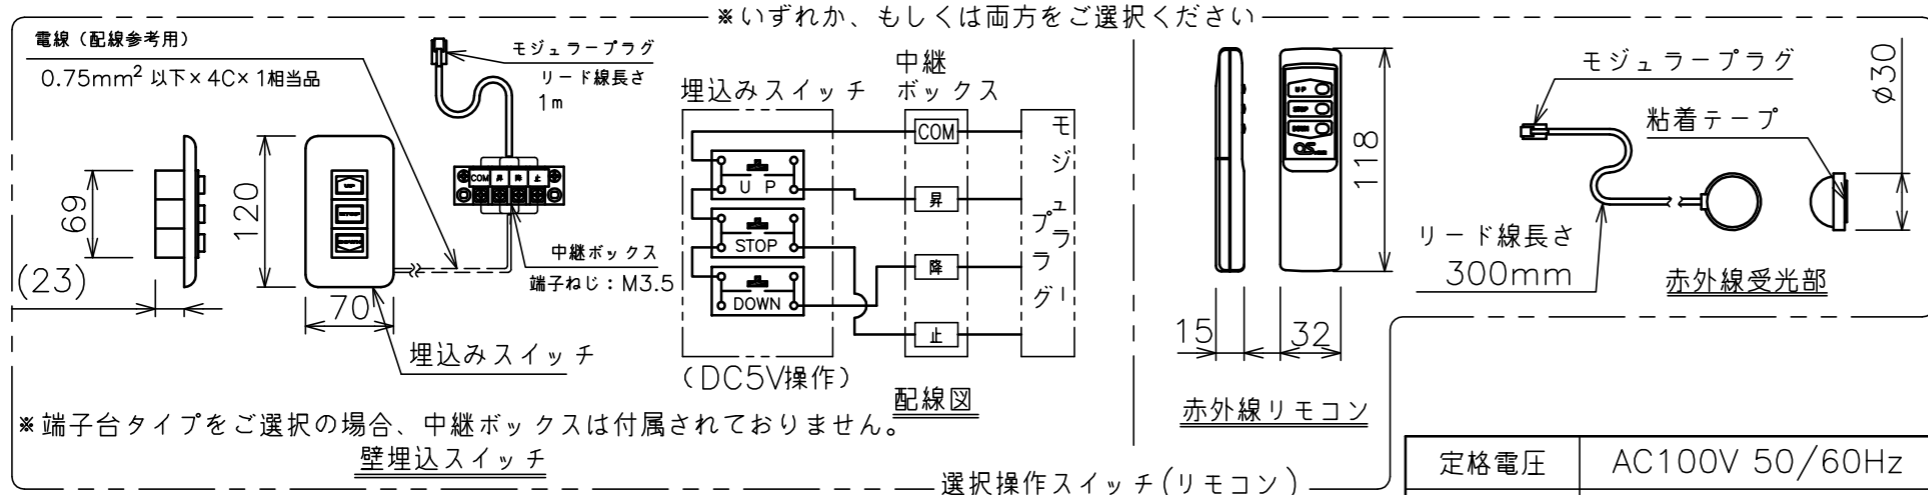 ※いずれか、もしくは両方をご選択ください
電線（配線参考用）
0.75mm² 以下×4C×1相当品
モジュラープラグ
リード線長さ
1m
69
(23)
120
70
UP
COM 昇 降 止
中継ボックス
端子ねじ：M3.5
埋込みスイッチ
埋込みスイッチ
UP
STOP
DOWN
（DC5V操作）
中継
ボックス
COM
昇
降
止
モジュラープラグ
配線図
※端子台タイプをご選択の場合、中継ボックスは付属されておりません。
壁埋込スイッチ
UP
STOP
DOWN
OS
118
15
32
赤外線リモコン
モジュラープラグ
粘着テープ
φ30
リード線長さ
300mm
赤外線受光部
選択操作スイッチ(リモコン)
定格電圧 AC100V 50/60Hz